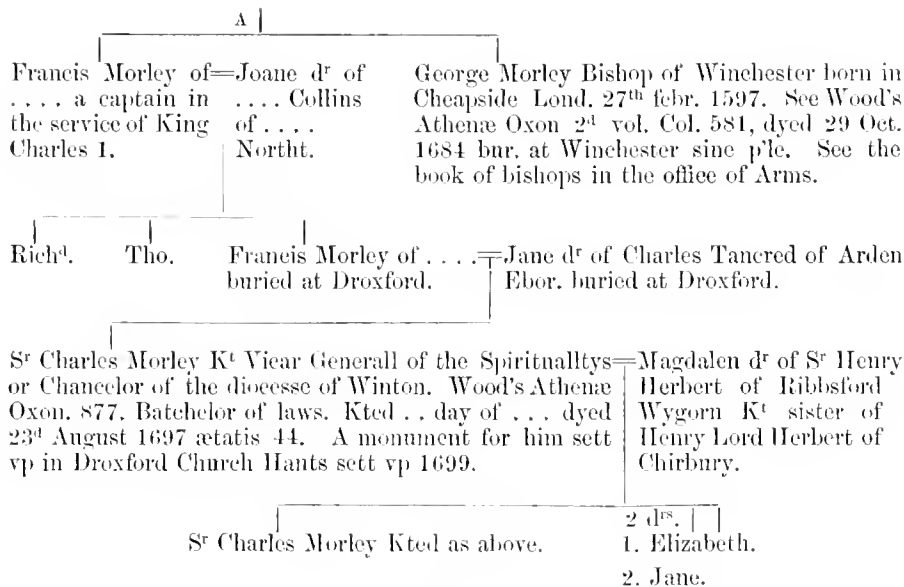 A
Francis Morley of=Joane dʳ of
. . . . a captain in
the service of King
Charles 1.
. . . . Collins
of . . . .
Northt.
George Morley Bishop of Winchester born in
Cheapside Lond. 27ᵗʰ febr. 1597. See Wood's
Athenæ Oxon 2ᵈ vol. Col. 581, dyed 29 Oct.
1684 bur. at Winchester sine p'le. See the
book of bishops in the office of Arms.
Richᵈ.
Tho.
Francis Morley of . . . .=Jane dʳ of Charles Tancred of Arden
buried at Droxford.
Ebor. buried at Droxford.
Sʳ Charles Morley Kᵗ Vicar Generall of the Spiritualltys=Magdalen dʳ of Sʳ Henry
or Chancelor of the diocesse of Winton. Wood's Athenæ
Oxon. 877. Batchelor of laws. Kted . . day of . . . dyed
23ᵈ August 1697 ætatis 44. A monument for him sett
vp in Droxford Church Hants sett vp 1699.
Herbert of Ribbsford
Wygorn Kᵗ sister of
Henry Lord Herbert of
Chirbury.
Sʳ Charles Morley Kted as above.
2 dʳˢ.
1. Elizabeth.
2. Jane.